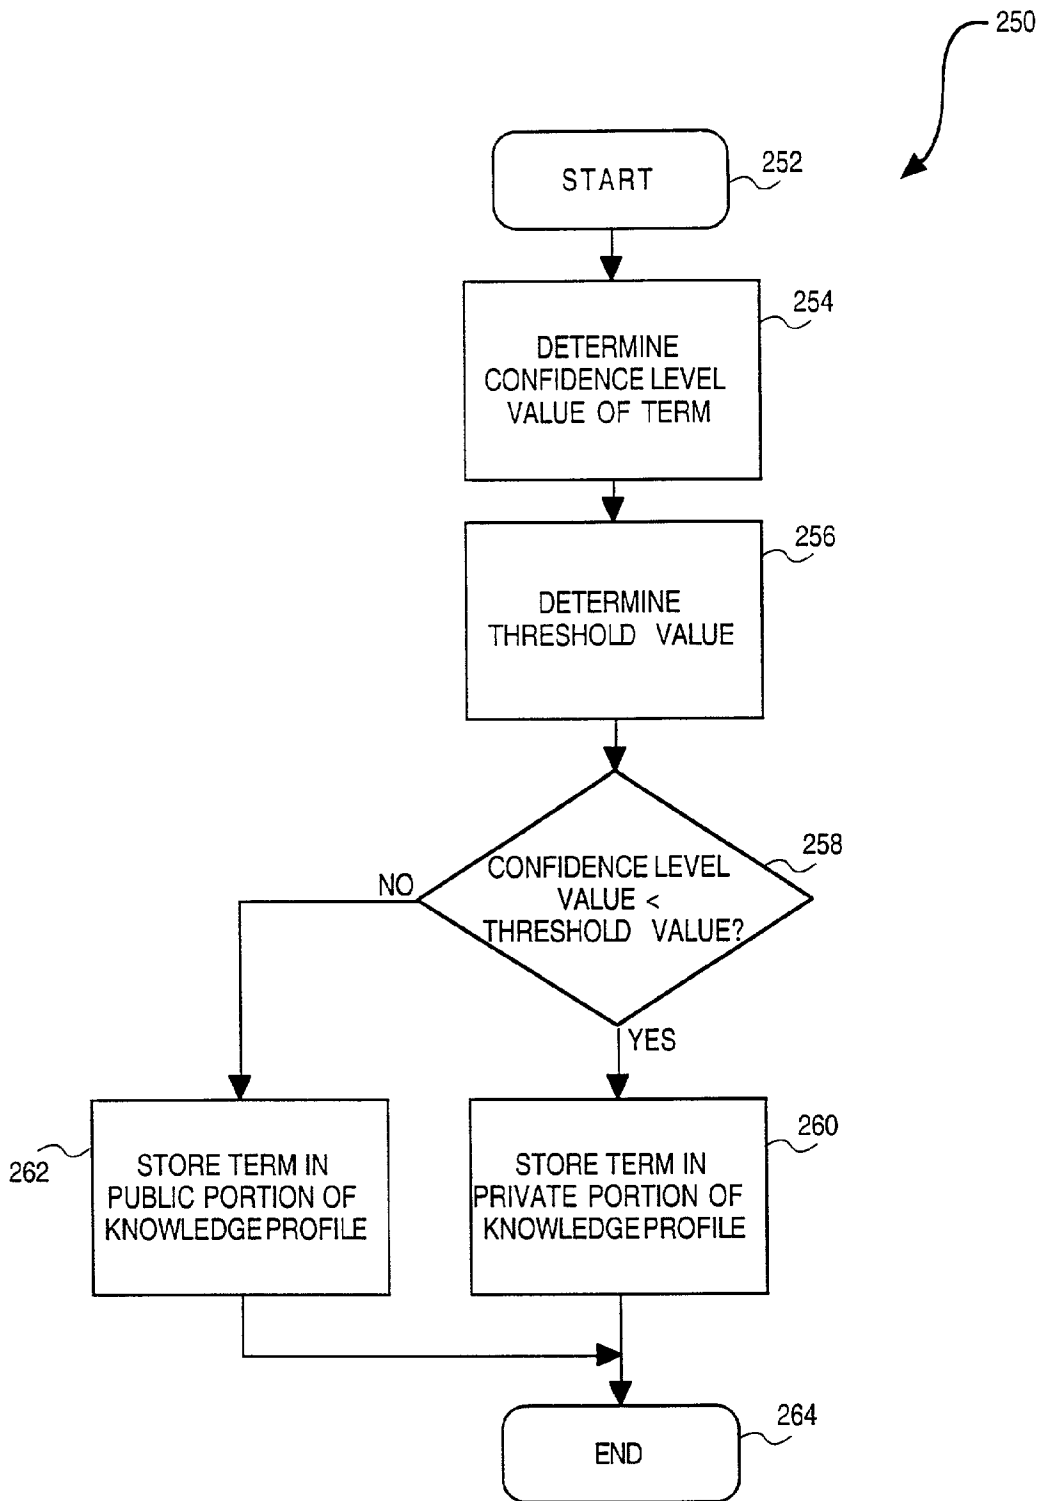 250
START
252
254
DETERMINE
CONFIDENCE LEVEL
VALUE OF TERM
256
DETERMINE
THRESHOLD VALUE
258
CONFIDENCE LEVEL
VALUE <
THRESHOLD VALUE?
NO
YES
262
STORE TERM IN
PUBLIC PORTION OF
KNOWLEDGE PROFILE
260
STORE TERM IN
PRIVATE PORTION OF
KNOWLEDGE PROFILE
264
END